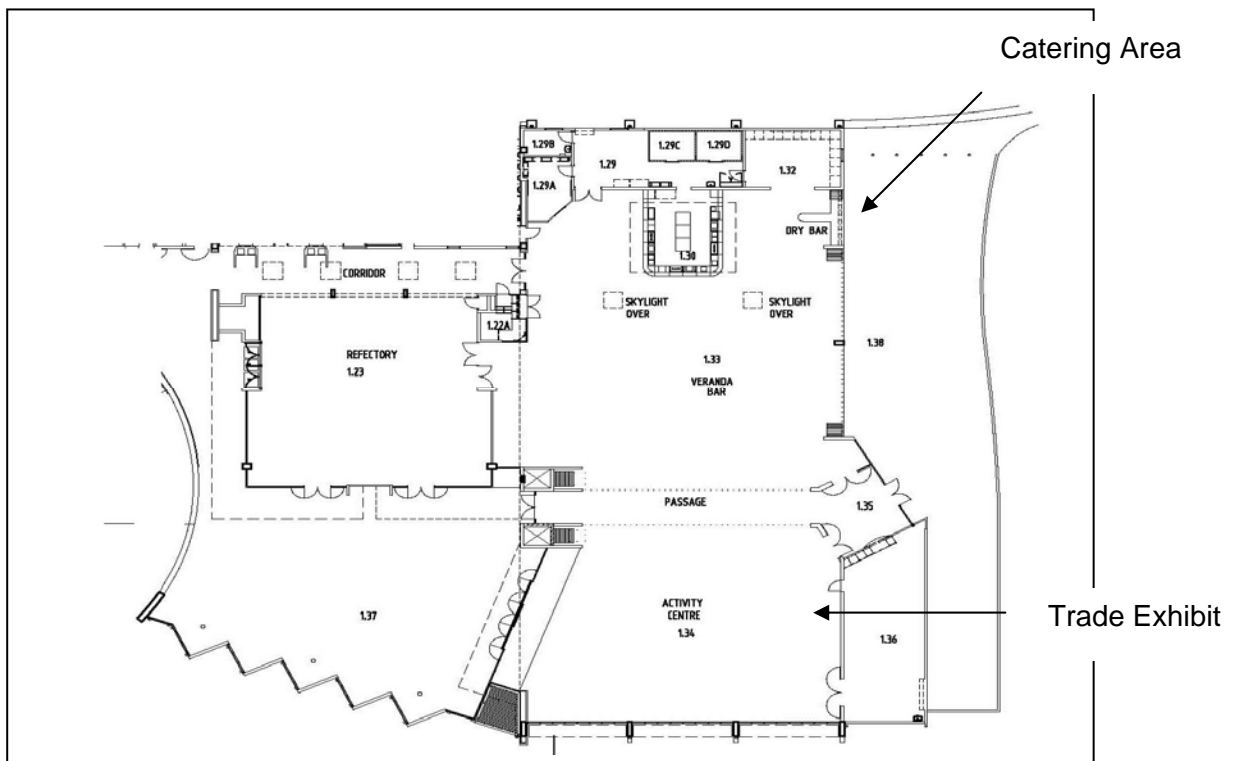 Catering Area
1.29B
1.29
1.29C
1.29D
1.32
1.29A
DRY BAR
1.30
CORRIDOR
SKYLIGHT
OVER
SKYLIGHT
OVER
1.22A
1.38
REFECTORY
1.23
1.33
VERANDA
BAR
PASSAGE
1.35
ACTIVITY
CENTRE
1.34
1.37
1.36
Trade Exhibit